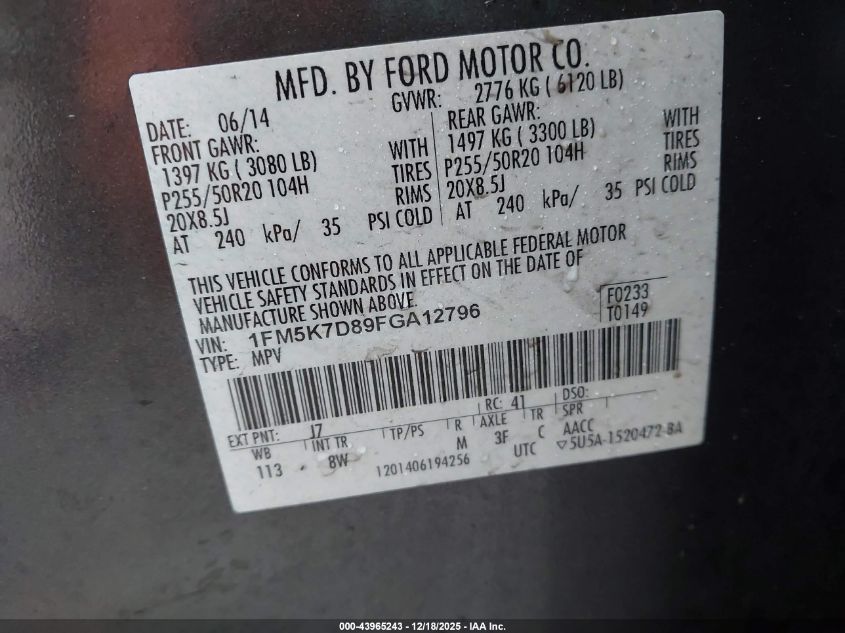 MFD. BY FORD MOTOR CO.
DATE: 06/14 GVWR: 2776 KG ( 6120 LB)
FRONT GAWR: REAR GAWR:
1397 KG ( 3080 LB) WITH 1497 KG ( 3300 LB) WITH
P255/50R20 104H TIRES P255/50R20 104H TIRES
20X8.5J RIMS 20X8.5J RIMS
AT 240 kPa/ 35 PSI COLD AT 240 kPa/ 35 PSI COLD
THIS VEHICLE CONFORMS TO ALL APPLICABLE FEDERAL MOTOR
VEHICLE SAFETY STANDARDS IN EFFECT ON THE DATE OF
MANUFACTURE SHOWN ABOVE.
VIN: 1FM5K7D89FGA12796 F0233
TYPE: MPV T0149
EXT PNT: J7 RC: 41 DSO:
WB INT TR TP/PS R AXLE TR SPR
113 8W M 3F C AACC
1201406194256 UTC ▽5U5A-1520472-BA
000-43965243 - 12/18/2025 - IAA Inc.